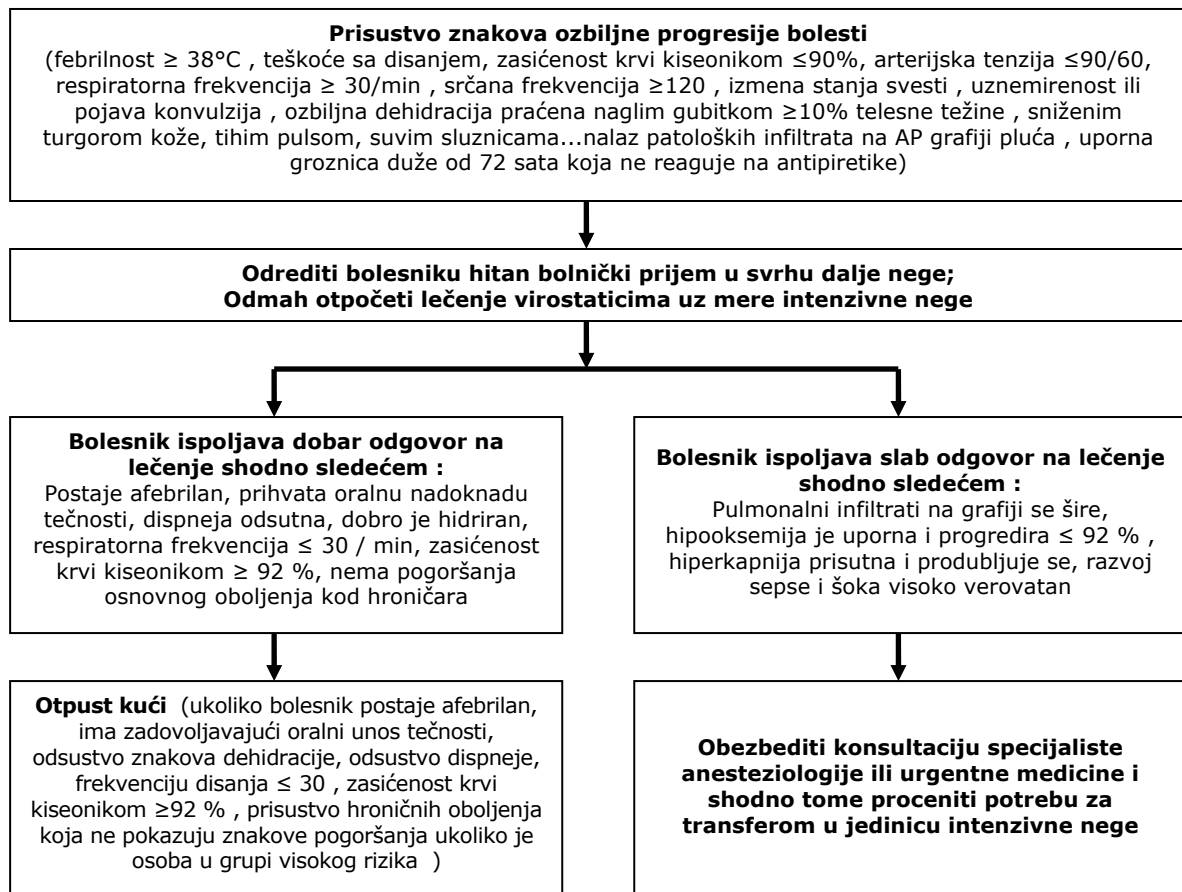 Prisustvo znakova ozbiljne progresije bolesti
(febrilnost ≥ 38°C , teškoće sa disanjem, zasićenost krvi kiseonikom ≤90%, arterijska tenzija ≤90/60,
respiratorna frekvencija ≥ 30/min , srčana frekvencija ≥120 , izmena stanja svesti , uznemirenost ili
pojava konvulzija , ozbiljna dehidracija praćena naglim gubitkom ≥10% telesne težine , sniženim
turgorom kože, tihim pulsom, suvim sluznicama...nalaz patoloških infiltrata na AP grafiji pluća , uporna
groznica duže od 72 sata koja ne reaguje na antipiretike)
Odrediti bolesniku hitan bolnički prijem u svrhu dalje nege;
Odmah otpočeti lečenje virostaticima uz mere intenzivne nege
Bolesnik ispoljava dobar odgovor na
lečenje shodno sledećem :
Postaje afebrilan, prihvata oralnu nadoknadu
tečnosti, dispneja odsutna, dobro je hidriran,
respiratorna frekvencija ≤ 30 / min, zasićenost
krvi kiseonikom ≥ 92 %, nema pogoršanja
osnovnog oboljenja kod hroničara
Bolesnik ispoljava slab odgovor na lečenje
shodno sledećem :
Pulmonalni infiltrati na grafiji se šire,
hipooksemija je uporna i progredira ≤ 92 % ,
hiperkapnija prisutna i produbljuje se, razvoj
sepse i šoka visoko verovatan
Otpust kući (ukoliko bolesnik postaje afebrilan,
ima zadovoljavajući oralni unos tečnosti,
odsustvo znakova dehidracije, odsustvo dispneje,
frekvenciju disanja ≤ 30 , zasićenost krvi
kiseonikom ≥92 % , prisustvo hroničnih oboljenja
koja ne pokazuju znakove pogoršanja ukoliko je
osoba u grupi visokog rizika )
Obezbediti konsultaciju specijaliste
anesteziologije ili urgentne medicine i
shodno tome proceniti potrebu za
transferom u jedinicu intenzivne nege